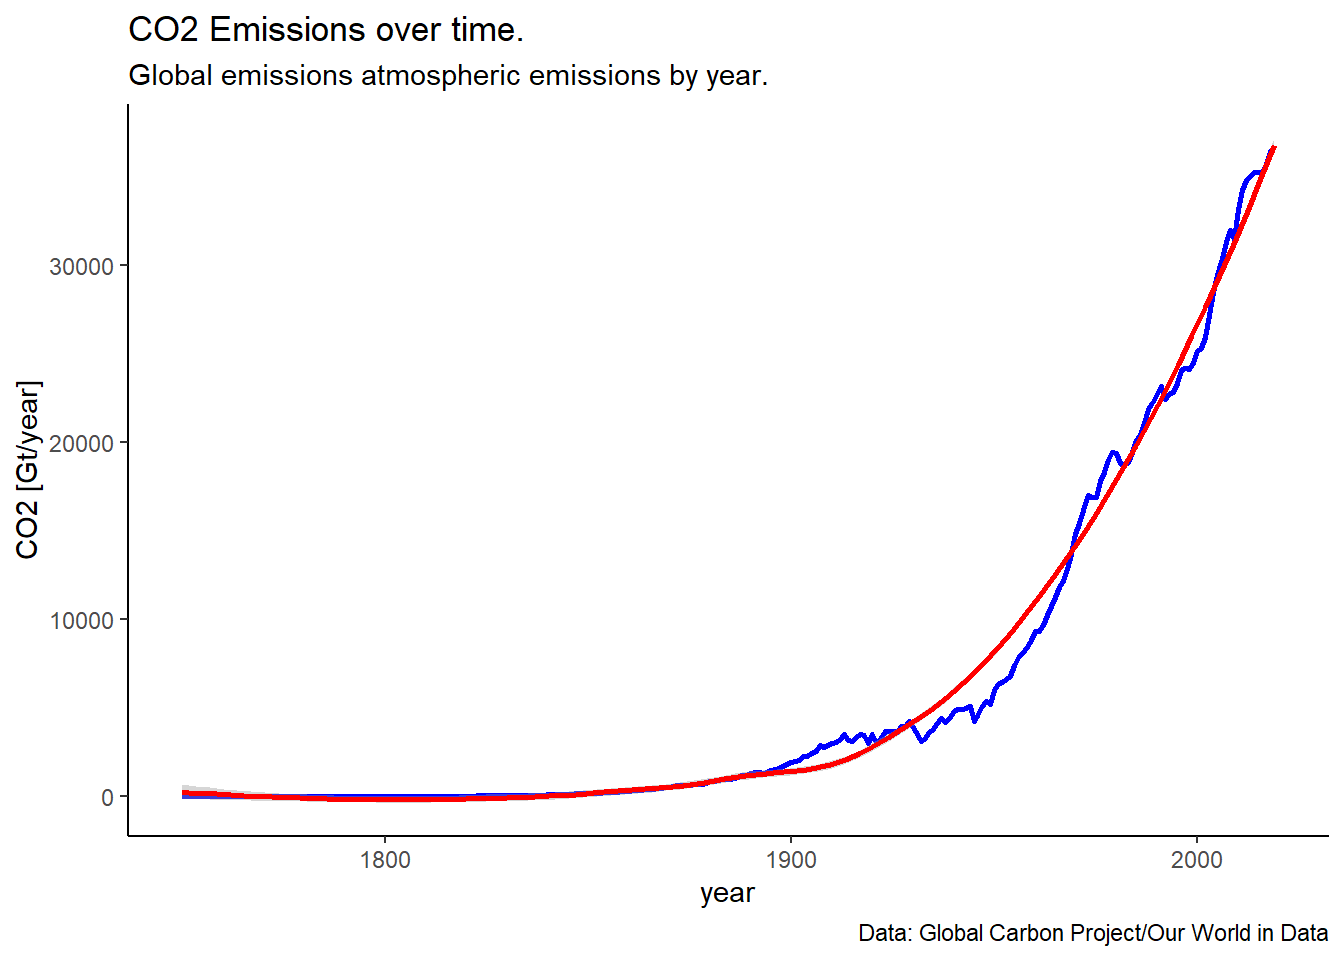 CO2 Emissions over time.
Global emissions atmospheric emissions by year.
CO2 [Gt/year]
30000
20000
10000
0
1800
1900
2000
year
Data: Global Carbon Project/Our World in Data